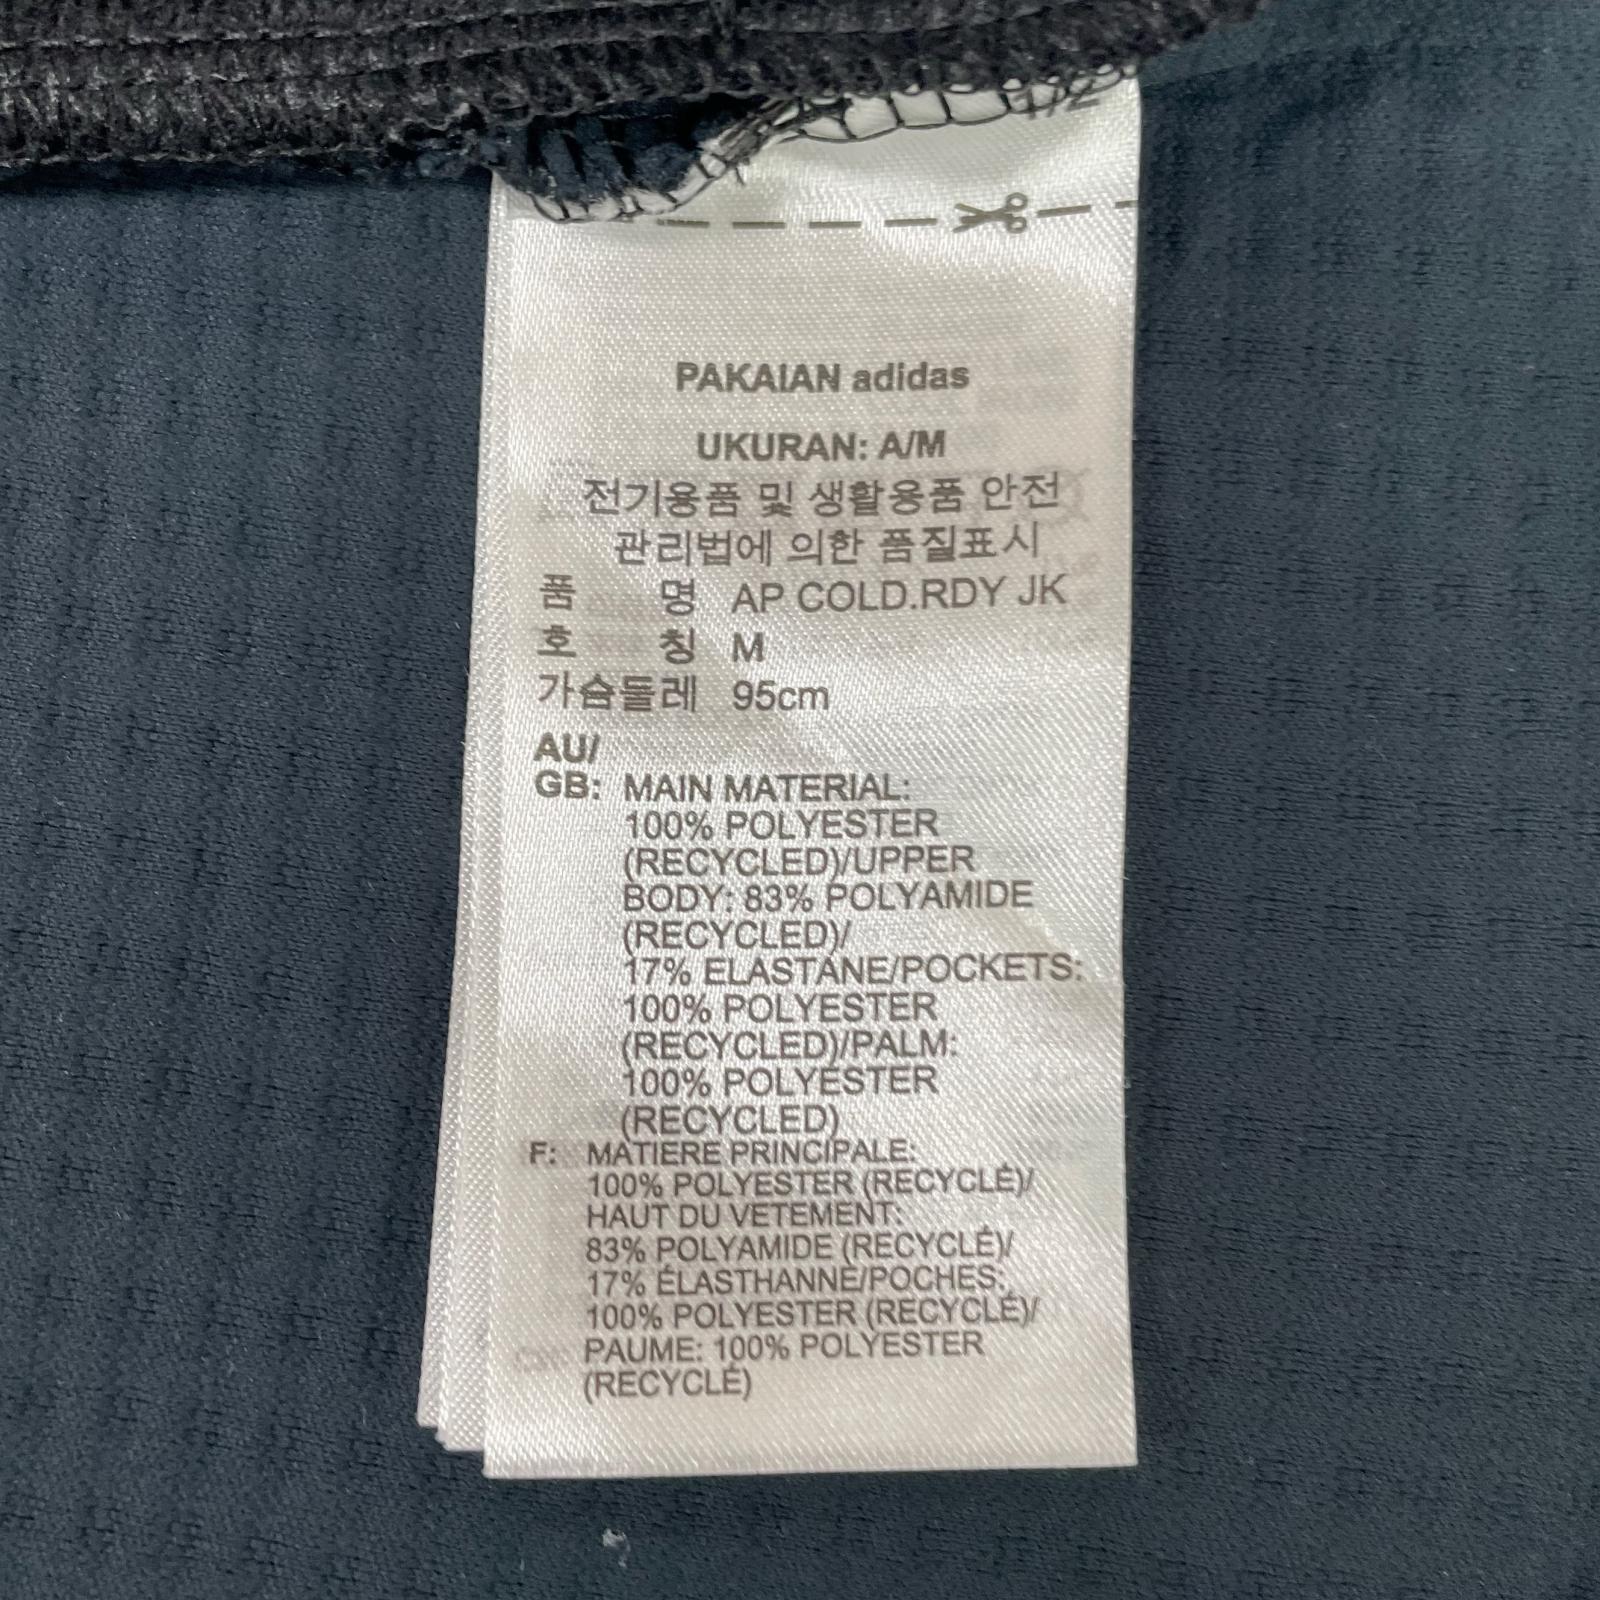 1/2
PAKAIAN adidas
UKURAN: A/M
전기용품 및 생활용품 안전
관리법에 의한 품질표시
품 명 AP COLD.RDY JK
호 칭 M
가슴둘레 95cm
AU/
GB: MAIN MATERIAL:
100% POLYESTER
(RECYCLED)/UPPER
BODY: 83% POLYAMIDE
(RECYCLED)/
17% ELASTANE/POCKETS:
100% POLYESTER
(RECYCLED)/PALM:
100% POLYESTER
(RECYCLED)
F: MATIERE PRINCIPALE:
100% POLYESTER (RECYCLÉ)/
HAUT DU VETEMENT:
83% POLYAMIDE (RECYCLÉ)/
17% ÉLASTHANNE/POCHES:
100% POLYESTER (RECYCLÉ)/
PAUME: 100% POLYESTER
(RECYCLÉ)